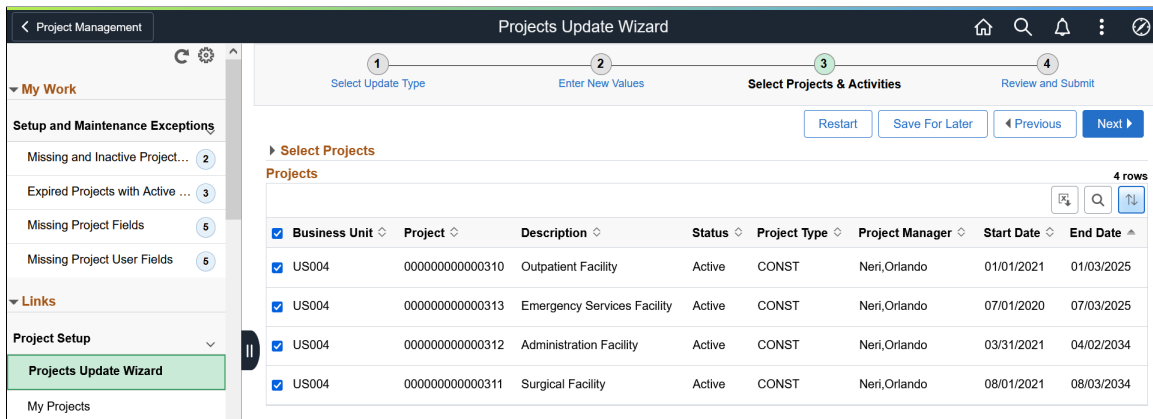 Project Management
Projects Update Wizard
My Work
Setup and Maintenance Exceptions
Missing and Inactive Project... 2
Expired Projects with Active ... 3
Missing Project Fields 5
Missing Project User Fields 5
Links
Project Setup
Projects Update Wizard
My Projects
1 2 3 4
Select Update Type Enter New Values Select Projects & Activities Review and Submit
Restart Save For Later Previous Next
Select Projects
Projects
4 rows
Business Unit Project Description Status Project Type Project Manager Start Date End Date
US004 000000000000310 Outpatient Facility Active CONST Neri,Orlando 01/01/2021 01/03/2025
US004 000000000000313 Emergency Services Facility Active CONST Neri,Orlando 07/01/2020 07/03/2025
US004 000000000000312 Administration Facility Active CONST Neri,Orlando 03/31/2021 04/02/2034
US004 000000000000311 Surgical Facility Active CONST Neri,Orlando 08/01/2021 08/03/2034